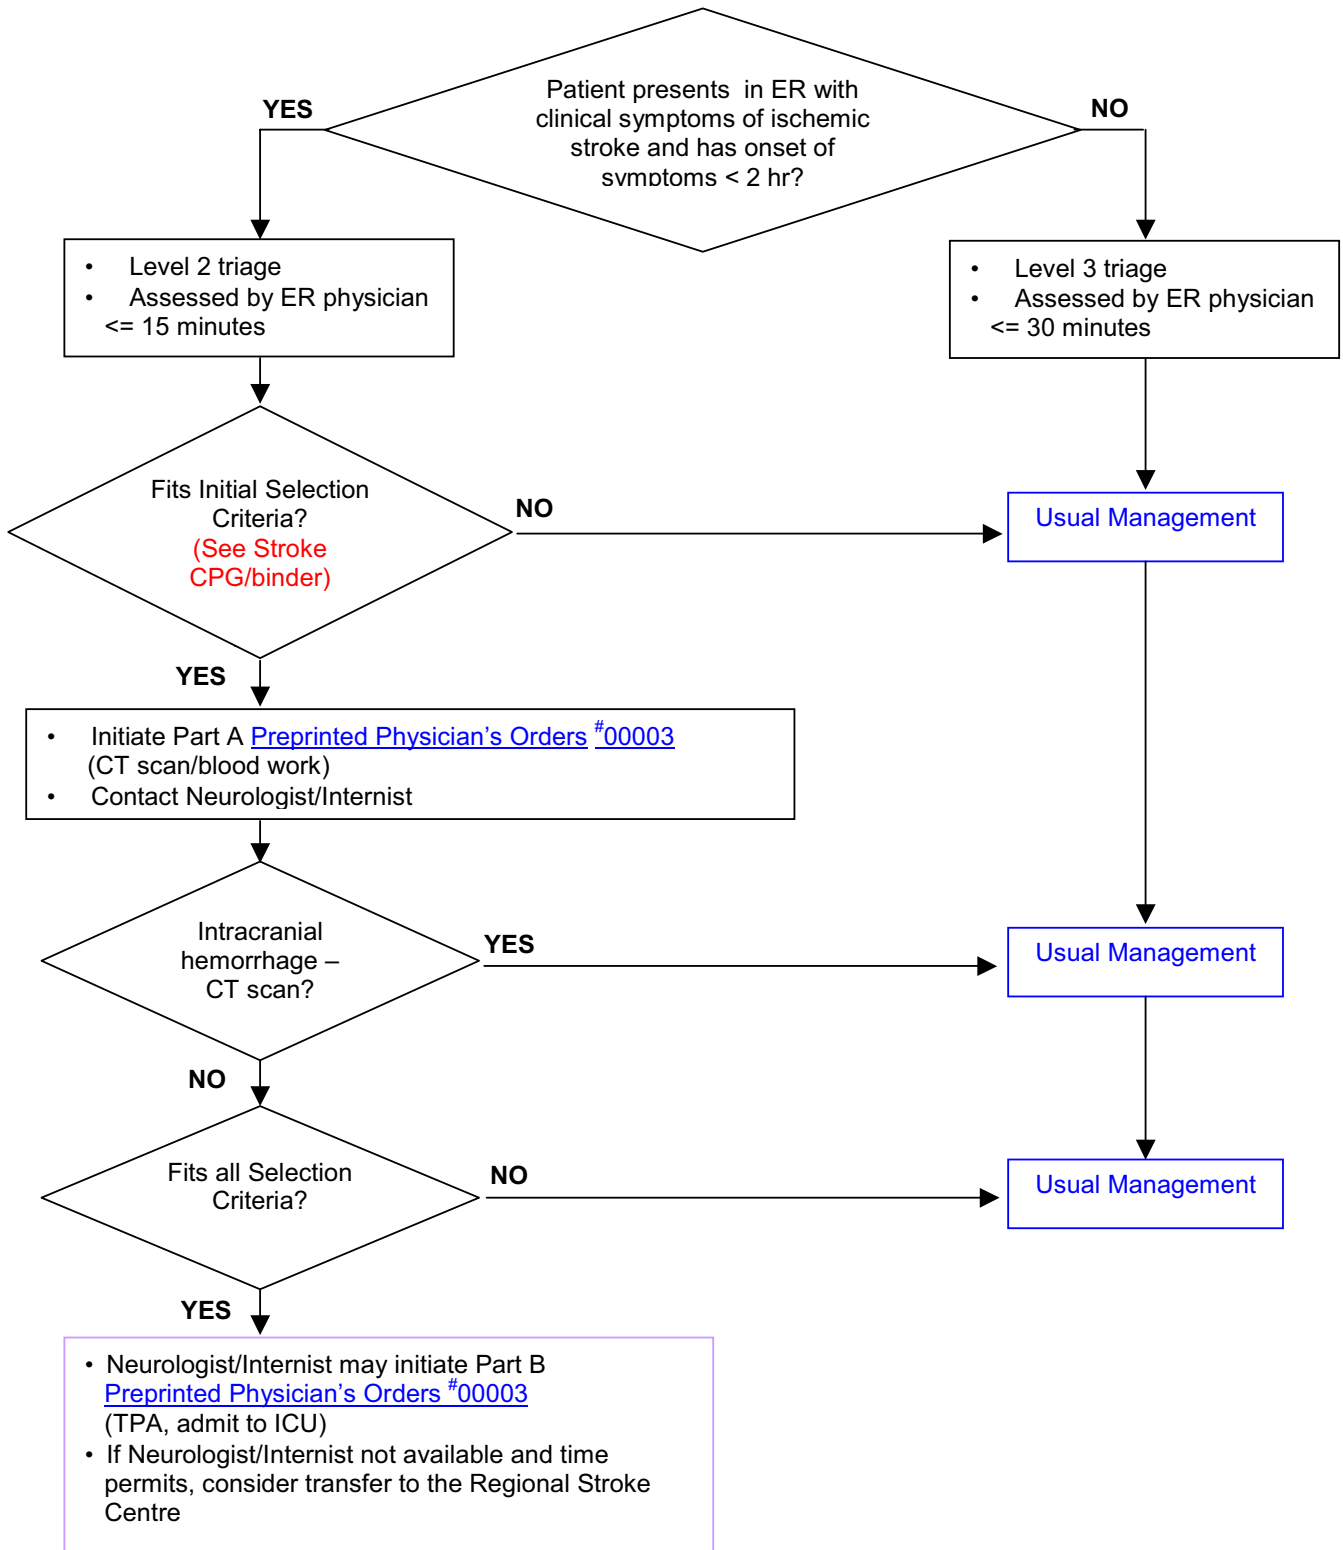 Patient presents in ER with
clinical symptoms of ischemic
stroke and has onset of
symptoms < 2 hr?
YES
NO
• Level 2 triage
• Assessed by ER physician
<= 15 minutes
• Level 3 triage
• Assessed by ER physician
<= 30 minutes
Fits Initial Selection
Criteria?
(See Stroke
CPG/binder)
NO
Usual Management
YES
• Initiate Part A Preprinted Physician’s Orders #00003
(CT scan/blood work)
• Contact Neurologist/Internist
Intracranial
hemorrhage –
CT scan?
YES
Usual Management
NO
Fits all Selection
Criteria?
NO
Usual Management
YES
• Neurologist/Internist may initiate Part B
Preprinted Physician’s Orders #00003
(TPA, admit to ICU)
• If Neurologist/Internist not available and time
permits, consider transfer to the Regional Stroke
Centre